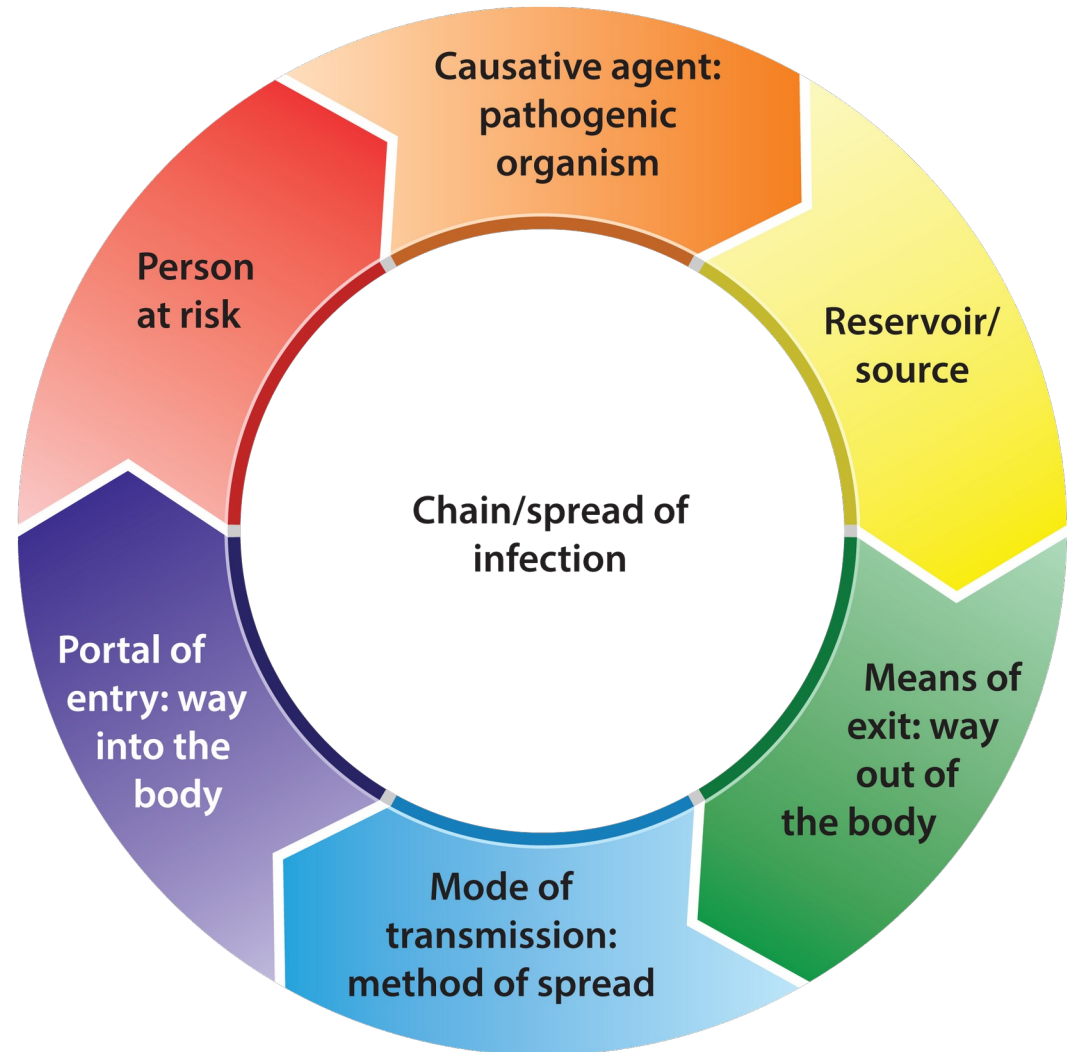 Causative agent:
pathogenic
organism
Reservoir/
source
Means of
exit: way
out of
the body
Mode of
transmission:
method of spread
Portal of
entry: way
into the
body
Person
at risk
Chain/spread of
infection